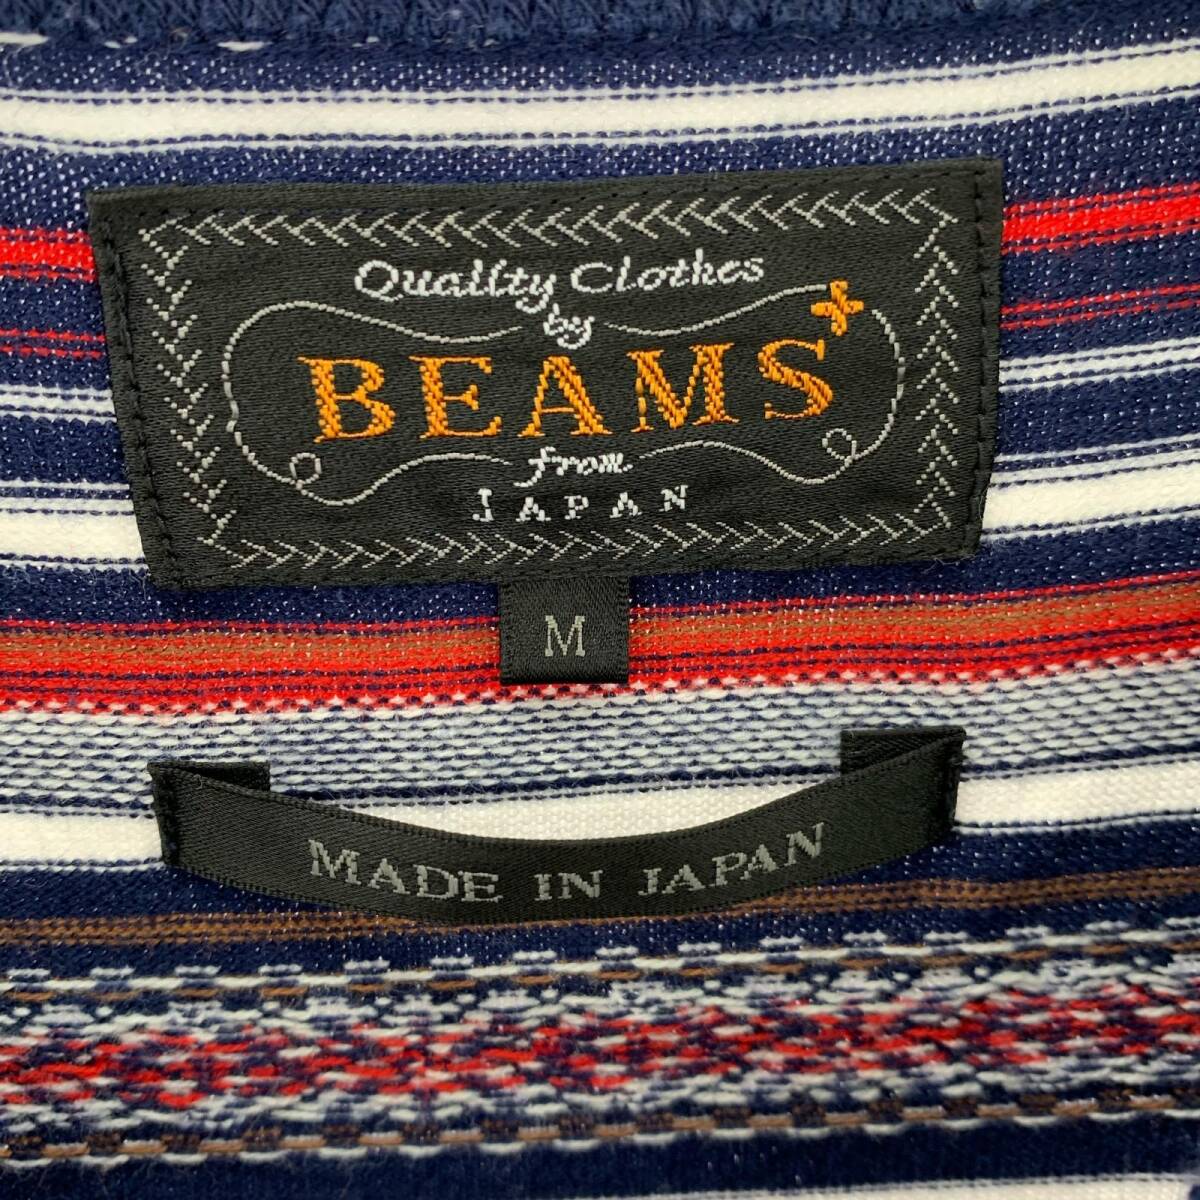 Quality Clothes
by
BEAMS+
from
JAPAN
M
MADE IN JAPAN